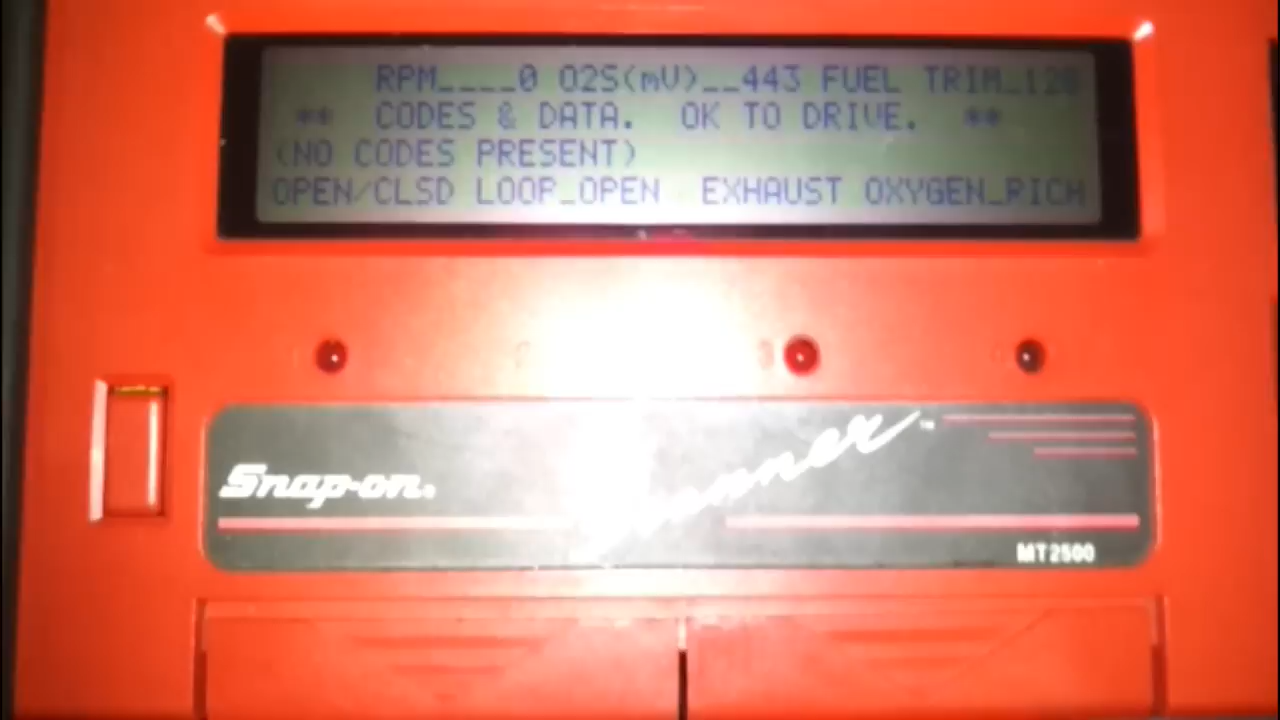 RPM____0 O2S(mV)__443 FUEL TRIM_128
** CODES & DATA. OK TO DRIVE. **
(NO CODES PRESENT)
OPEN/CLSD LOOP_OPEN EXHAUST OXYGEN_RICH
Snap-on®
TM
MT2500